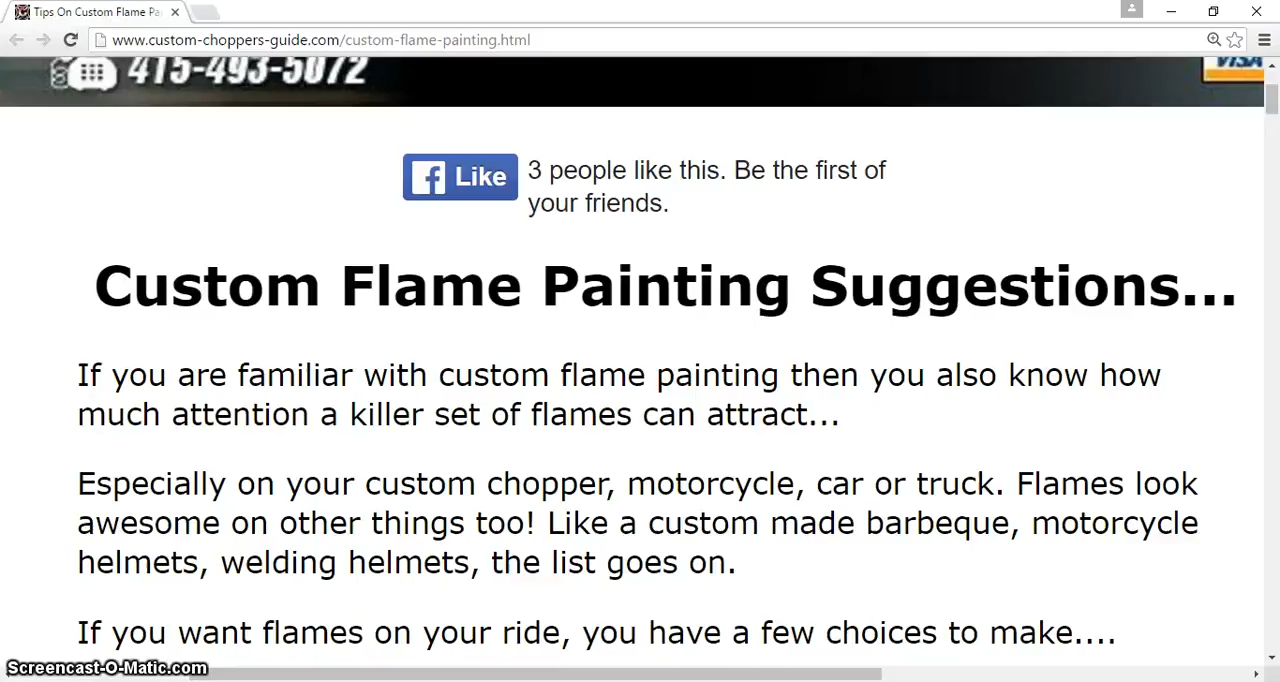 Tips On Custom Flame Pa
www.custom-choppers-guide.com/custom-flame-painting.html
415-493-5072
VISA
Like
3 people like this. Be the first of
your friends.
Custom Flame Painting Suggestions...
If you are familiar with custom flame painting then you also know how
much attention a killer set of flames can attract...
Especially on your custom chopper, motorcycle, car or truck. Flames look
awesome on other things too! Like a custom made barbeque, motorcycle
helmets, welding helmets, the list goes on.
If you want flames on your ride, you have a few choices to make....
Screencast-O-Matic.com